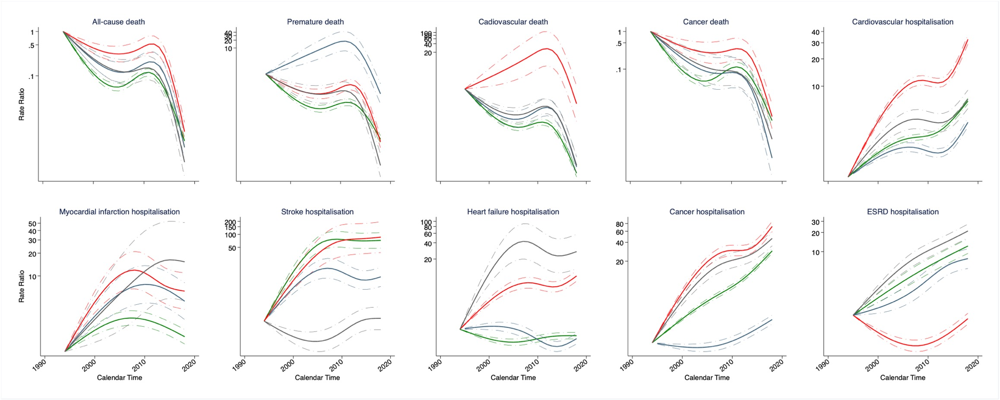 All-cause death
Premature death
Cadiovascular death
Cancer death
Cardiovascular hospitalisation
Rate Ratio
1
.5
.1
40
20
10
100
60
40
20
1
.5
.1
40
30
20
10
Myocardial infarction hospitalisation
Stroke hospitalisation
Heart failure hospitalisation
Cancer hospitalisation
ESRD hospitalisation
Rate Ratio
50
40
30
20
10
200
150
100
50
100
80
60
40
20
80
60
40
20
30
20
10
1990 2000 2010 2020
1990 2000 2010 2020
1990 2000 2010 2020
1990 2000 2010 2020
1990 2000 2010 2020
Calendar Time
Calendar Time
Calendar Time
Calendar Time
Calendar Time